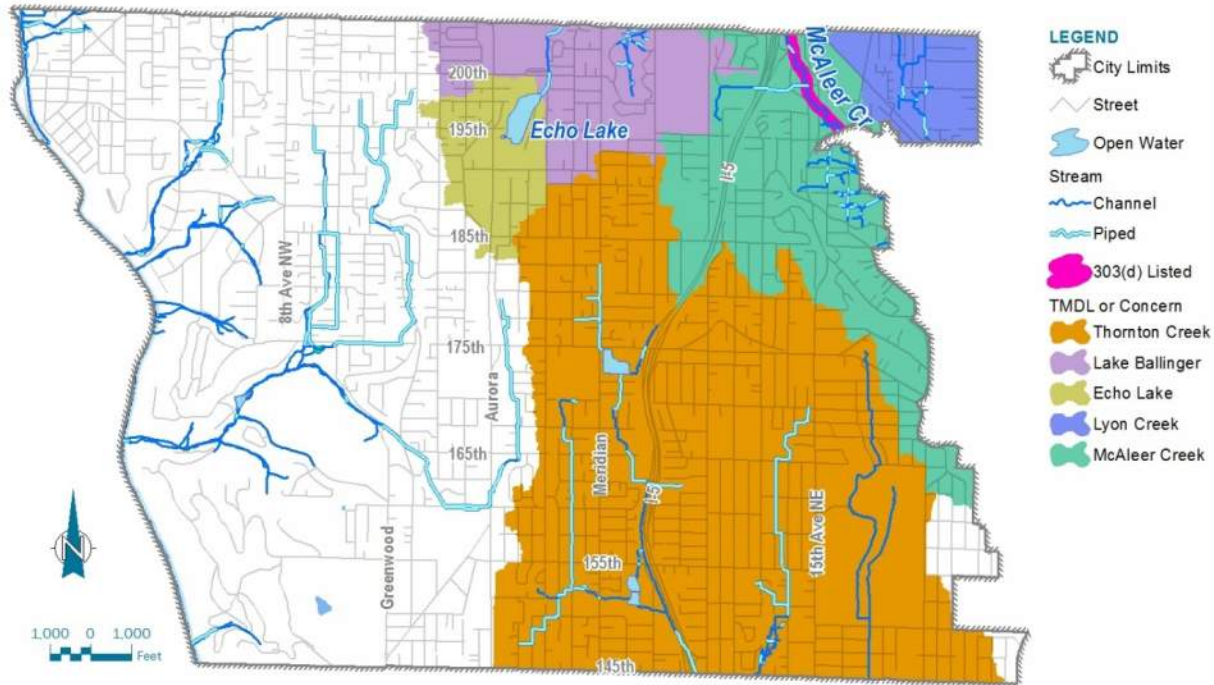 McAleer Cr
200th
195th
Echo Lake
I-5
185th
8th Ave NW
175th
Aurora
165th
Meridian
I-5
15th Ave NE
155th
Greenwood
145th
N
1,000 0 1,000
Feet
LEGEND
City Limits
Street
Open Water
Stream
Channel
Piped
303(d) Listed
TMDL or Concern
Thornton Creek
Lake Ballinger
Echo Lake
Lyon Creek
McAleer Creek